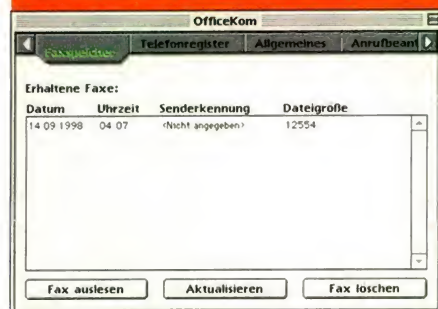 OfficeKom
Faxspeicher Telefonregister Allgemeines Anrufbeant
Erhaltene Faxe:
Datum Uhrzeit Senderkennung Dateigröße
14 09 1998 04 07 <Nicht angegeben> 12554
Fax auslesen Aktualisieren Fax löschen